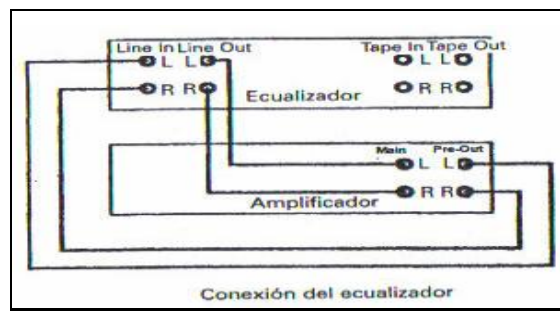 Line In Line Out Tape In Tape Out
L L L L
R R R R
Ecualizador
Main Pre-Out
L L
R R
Amplificador
Conexión del ecualizador